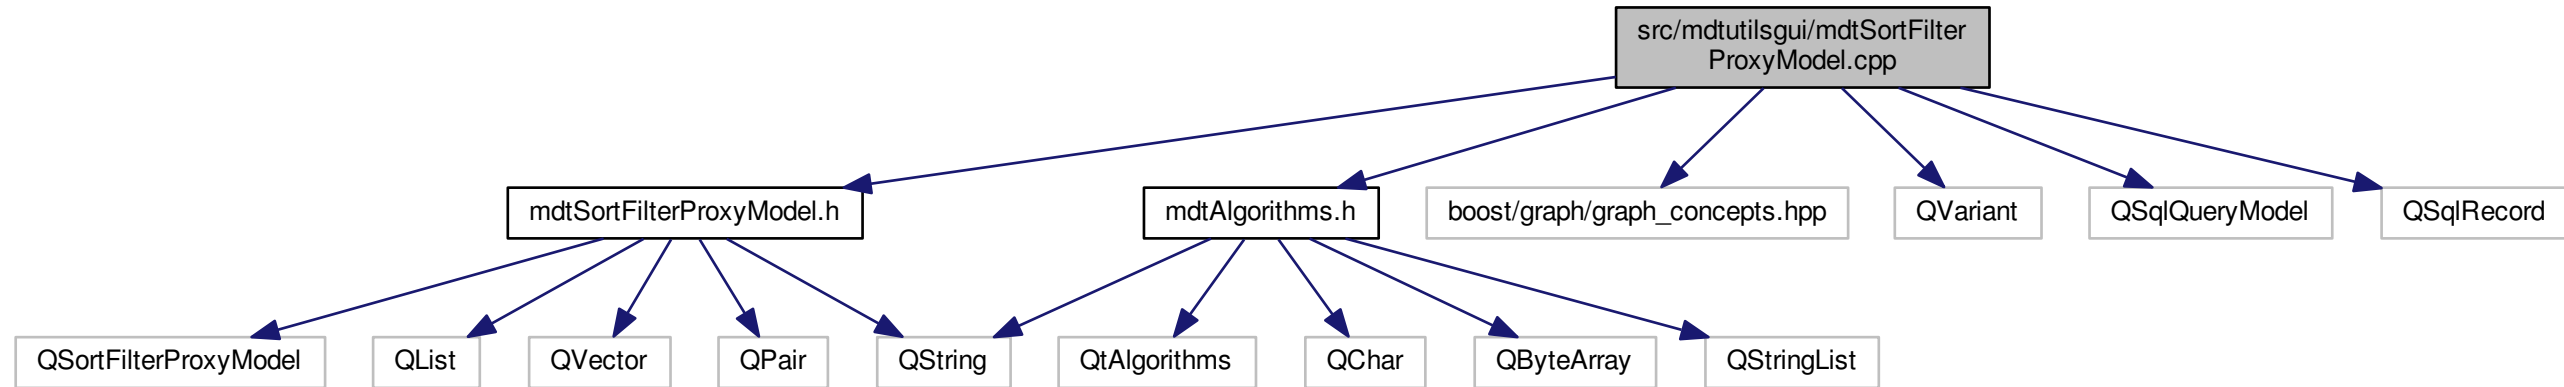 src/mdtutilsgui/mdtSortFilter
ProxyModel.cpp
mdtSortFilterProxyModel.h
mdtAlgorithms.h
boost/graph/graph_concepts.hpp
QVariant
QSqlQueryModel
QSqlRecord
QSortFilterProxyModel
QList
QVector
QPair
QString
QtAlgorithms
QChar
QByteArray
QStringList